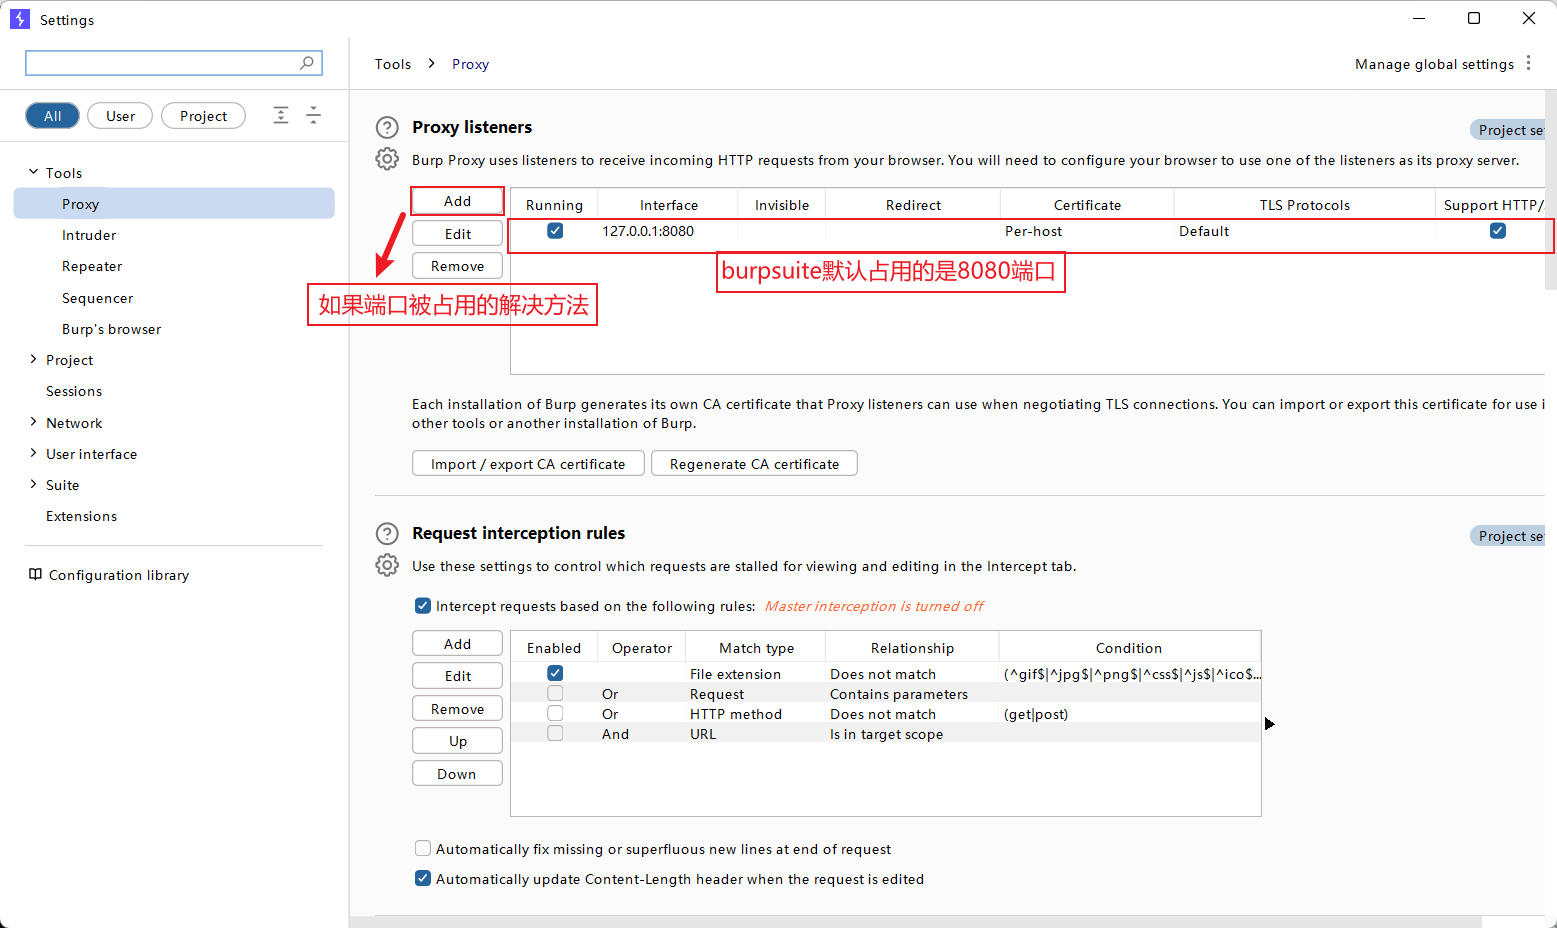 Settings
Tools > Proxy
Manage global settings
All
User
Project
Tools
Proxy
Intruder
Repeater
Sequencer
Burp's browser
Project
Sessions
Network
User interface
Suite
Extensions
Configuration library
Proxy listeners
Project se
Burp Proxy uses listeners to receive incoming HTTP requests from your browser. You will need to configure your browser to use one of the listeners as its proxy server.
Add
Edit
Remove
Running Interface Invisible Redirect Certificate TLS Protocols Support HTTP/
127.0.0.1:8080 Per-host Default
burpsuite默认占用的是8080端口
如果端口被占用的解决方法
Each installation of Burp generates its own CA certificate that Proxy listeners can use when negotiating TLS connections. You can import or export this certificate for use i
other tools or another installation of Burp.
Import / export CA certificate
Regenerate CA certificate
Request interception rules
Project se
Use these settings to control which requests are stalled for viewing and editing in the Intercept tab.
Intercept requests based on the following rules: Master interception is turned off
Add
Edit
Remove
Up
Down
Enabled Operator Match type Relationship Condition
File extension Does not match (^gif$|^jpg$|^png$|^css$|^js$|^ico$...
Or Request Contains parameters
Or HTTP method Does not match (get|post)
And URL Is in target scope
Automatically fix missing or superfluous new lines at end of request
Automatically update Content-Length header when the request is edited